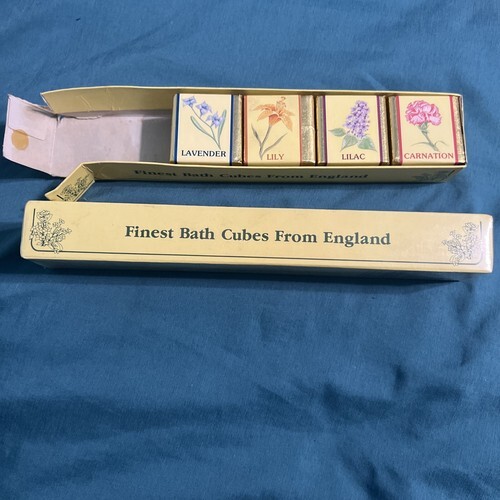 LAVENDER
LILY
LILAC
CARNATION
Finest Bath Cubes From England
Finest Bath Cubes From England